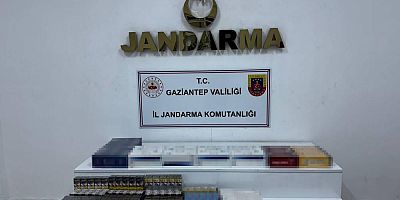 JANDARMA
T.C.
GAZİANTEP VALİLİĞİ
İL JANDARMA KOMUTANLIĞI